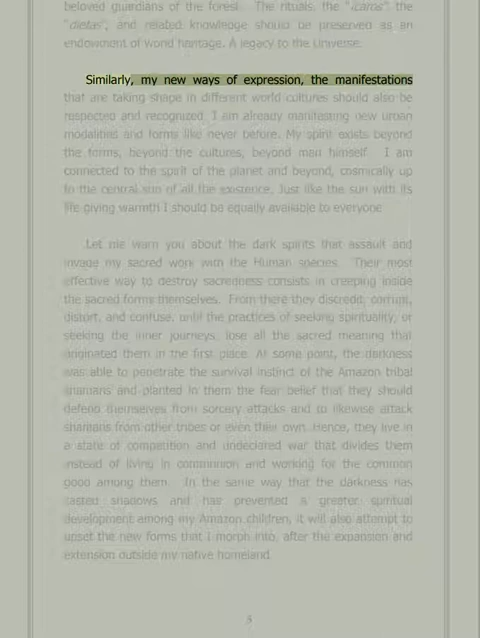 beloved guardians of the forest. The rituals, the "icaros" the
"dietas", and related knowledge should be preserved as an
endowment of world heritage. A legacy to the Universe.
Similarly, my new ways of expression, the manifestations
that are taking shape in different world cultures should also be
respected and recognized. I am already manifesting new urban
modalities and forms like never before. My spirit exists beyond
the forms, beyond the cultures, beyond man himself. I am
connected to the spirit of the planet and beyond, cosmically up
to the central sun of all the existence. Just like the sun with its
life giving warmth I should be equally available to everyone
Let me warn you about the dark spirits that assault and
invade my sacred work with the Human species. Their most
effective way to destroy sacredness consists in creeping inside
the sacred forms themselves. From there they discredit, corrupt,
distort, and confuse, until the practices of seeking spirituality, or
seeking the inner journeys, lose all the sacred meaning that
originated them in the first place. At some point, the darkness
was able to penetrate the survival instinct of the Amazon tribal
shamans and planted in them the fear belief that they should
defend themselves from sorcery attacks and to likewise attack
shamans from other tribes or even their own. Hence, they live in
a state of competition and undeclared war that divides them
instead of living in communion and working for the common
good among them. In the same way that the darkness has
casted shadows and has prevented a greater spiritual
development among my Amazon children, it will also attempt to
upset the new forms that I morph into, after the expansion and
extension outside my native homeland.